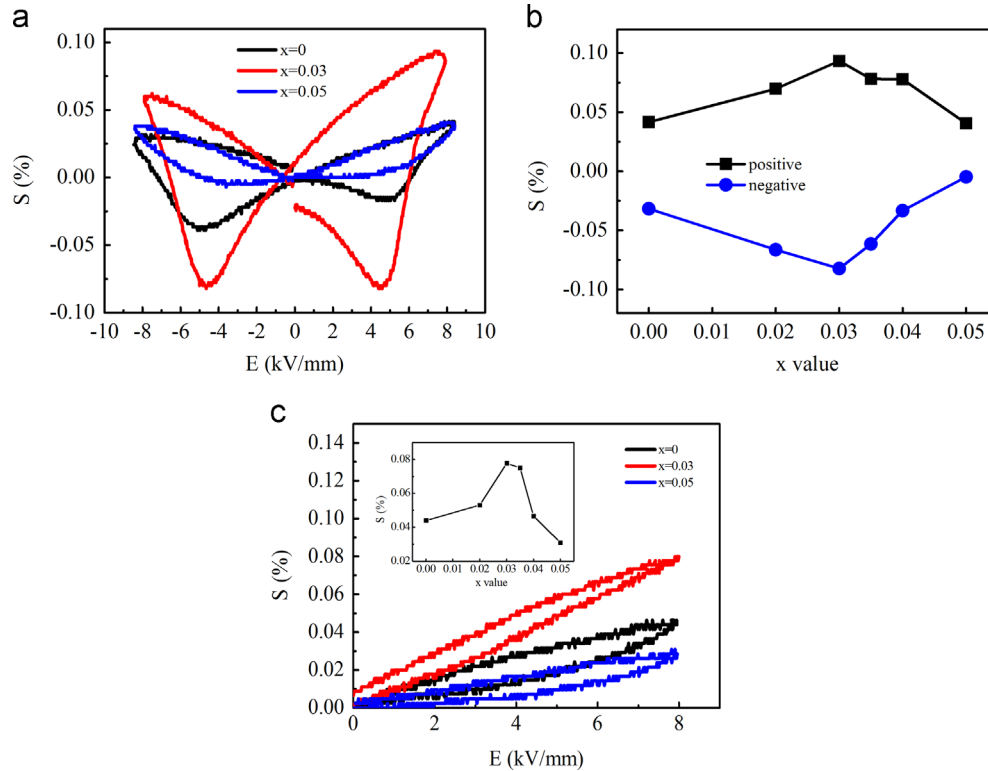 a
x=0
x=0.03
x=0.05
0.10
0.05
0.00
-0.05
-0.10
S (%)
-10 -8 -6 -4 -2 0 2 4 6 8 10
E (kV/mm)
b
0.10
0.05
0.00
-0.05
-0.10
S (%)
positive
negative
0.00 0.01 0.02 0.03 0.04 0.05
x value
c
0.14
0.12
0.10
0.08
0.06
0.04
0.02
0.00
S (%)
x=0
x=0.03
x=0.05
0.08
0.06
0.04
0.02
S (%)
0.00 0.01 0.02 0.03 0.04 0.05
x value
0 2 4 6 8
E (kV/mm)